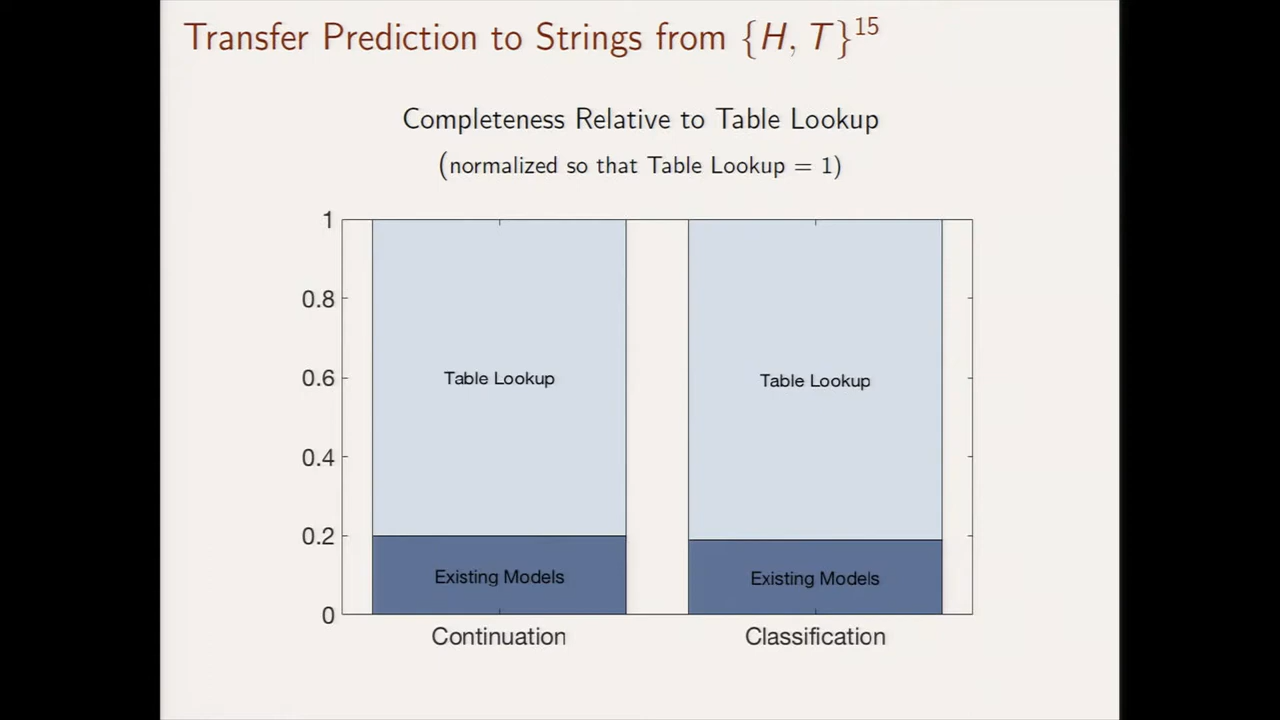 Transfer Prediction to Strings from {H, T}¹⁵
Completeness Relative to Table Lookup
(normalized so that Table Lookup = 1)
1
0.8
0.6
0.4
0.2
0
Table Lookup
Table Lookup
Existing Models
Existing Models
Continuation
Classification